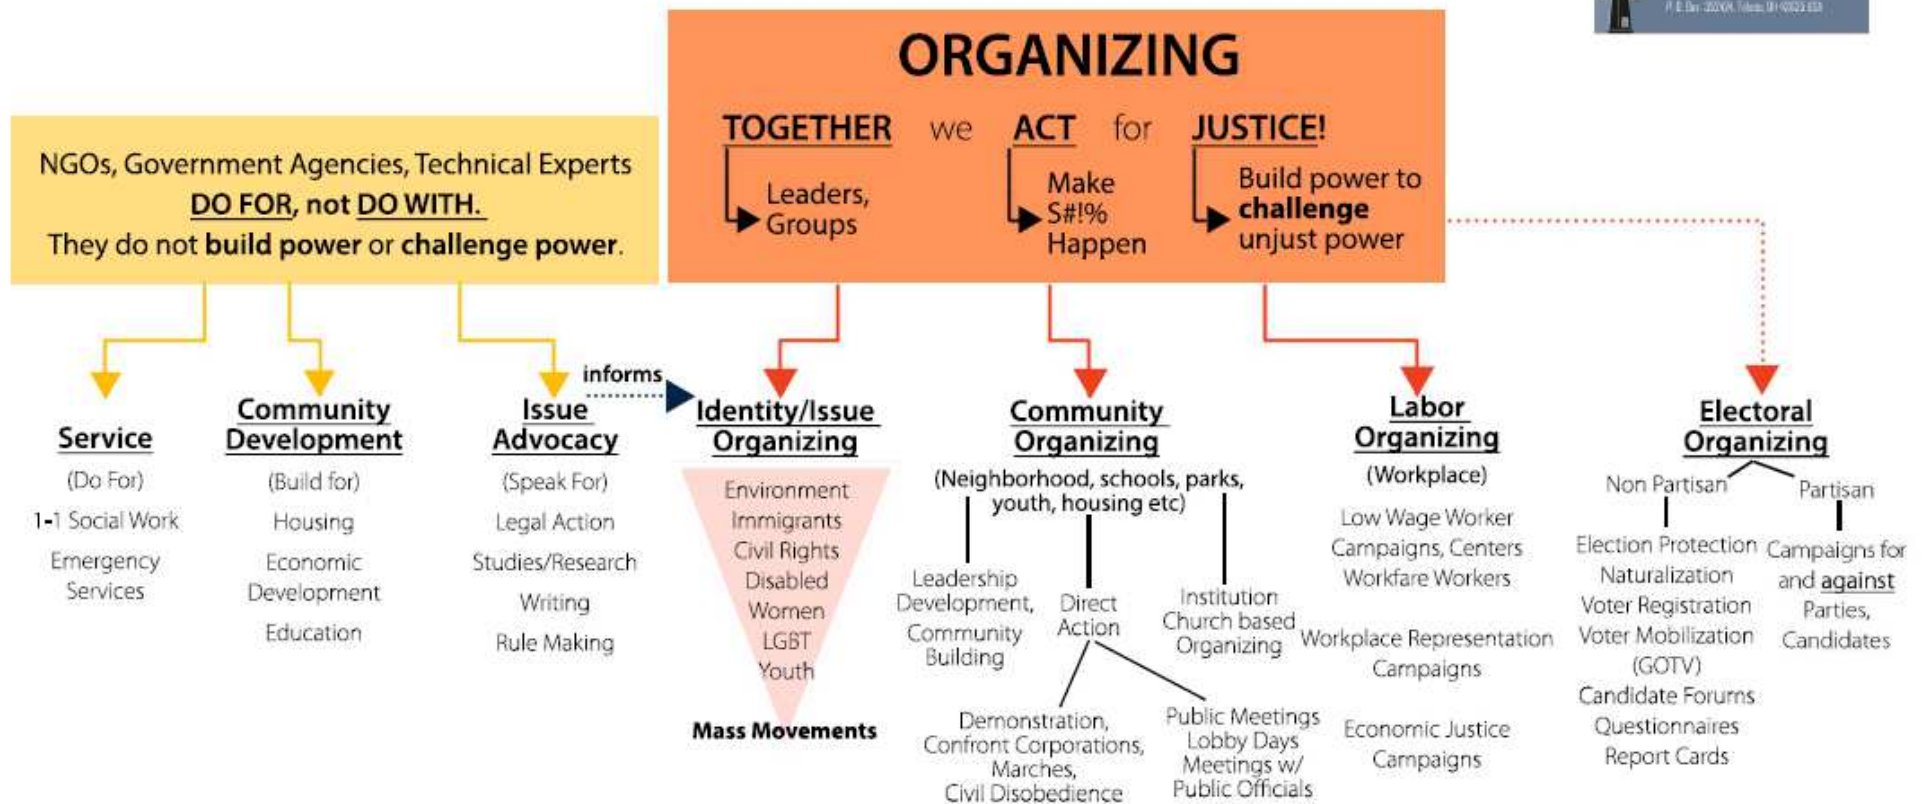 ORGANIZING
TOGETHER we ACT for JUSTICE!
Leaders,
Groups
Make
S#!%
Happen
Build power to
challenge
unjust power
NGOs, Government Agencies, Technical Experts
DO FOR, not DO WITH.
They do not build power or challenge power.
Service
(Do For)
1-1 Social Work
Emergency
Services
Community
Development
(Build for)
Housing
Economic
Development
Education
Issue
Advocacy
(Speak For)
Legal Action
Studies/Research
Writing
Rule Making
informs
Identity/Issue
Organizing
Environment
Immigrants
Civil Rights
Disabled
Women
LGBT
Youth
Mass Movements
Community
Organizing
(Neighborhood, schools, parks,
youth, housing etc)
Leadership
Development,
Community
Building
Direct
Action
Demonstration,
Confront Corporations,
Marches,
Civil Disobedience
Public Meetings
Lobby Days
Meetings w/
Public Officials
Institution
Church based
Organizing
Labor
Organizing
(Workplace)
Low Wage Worker
Campaigns, Centers
Workfare Workers
Workplace Representation
Campaigns
Economic Justice
Campaigns
Electoral
Organizing
Non Partisan
Election Protection
Naturalization
Voter Registration
Voter Mobilization
(GOTV)
Candidate Forums
Questionnaires
Report Cards
Partisan
Campaigns for
and against
Parties,
Candidates